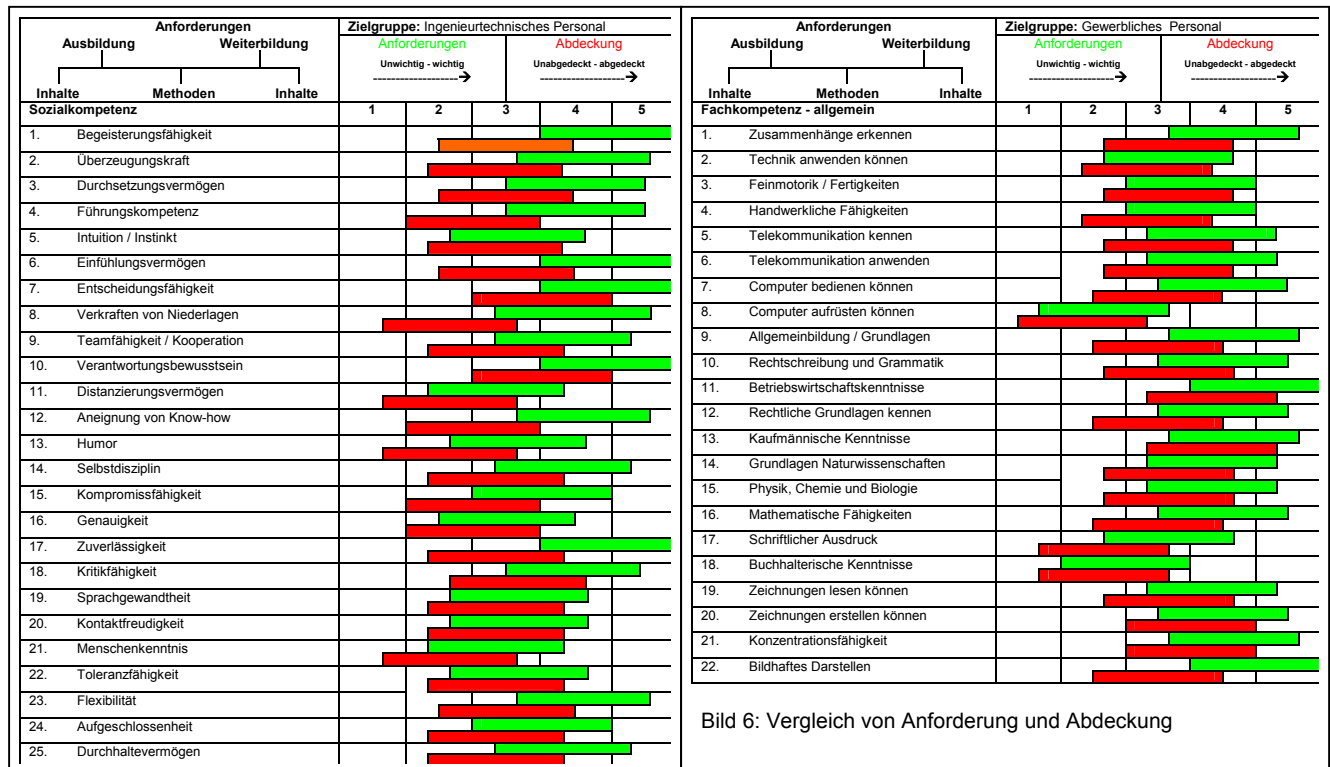 Anforderungen
Ausbildung Weiterbildung
Inhalte Methoden Inhalte
Zielgruppe: Ingenieurtechnisches Personal
Anforderungen Abdeckung
Unwichtig - wichtig Unabgedeckt - abgedeckt
Sozialkompetenz 1 2 3 4 5
1. Begeisterungsfähigkeit
2. Überzeugungskraft
3. Durchsetzungsvermögen
4. Führungskompetenz
5. Intuition / Instinkt
6. Einfühlungsvermögen
7. Entscheidungsfähigkeit
8. Verkraften von Niederlagen
9. Teamfähigkeit / Kooperation
10. Verantwortungsbewusstsein
11. Distanzierungsvermögen
12. Aneignung von Know-how
13. Humor
14. Selbstdisziplin
15. Kompromissfähigkeit
16. Genauigkeit
17. Zuverlässigkeit
18. Kritikfähigkeit
19. Sprachgewandtheit
20. Kontaktfreudigkeit
21. Menschenkenntnis
22. Toleranzfähigkeit
23. Flexibilität
24. Aufgeschlossenheit
25. Durchhaltevermögen
Anforderungen
Ausbildung Weiterbildung
Inhalte Methoden Inhalte
Zielgruppe: Gewerbliches Personal
Anforderungen Abdeckung
Unwichtig - wichtig Unabgedeckt - abgedeckt
Fachkompetenz - allgemein 1 2 3 4 5
1. Zusammenhänge erkennen
2. Technik anwenden können
3. Feinmotorik / Fertigkeiten
4. Handwerkliche Fähigkeiten
5. Telekommunikation kennen
6. Telekommunikation anwenden
7. Computer bedienen können
8. Computer aufrüsten können
9. Allgemeinbildung / Grundlagen
10. Rechtschreibung und Grammatik
11. Betriebswirtschaftskenntnisse
12. Rechtliche Grundlagen kennen
13. Kaufmännische Kenntnisse
14. Grundlagen Naturwissenschaften
15. Physik, Chemie und Biologie
16. Mathematische Fähigkeiten
17. Schriftlicher Ausdruck
18. Buchhalterische Kenntnisse
19. Zeichnungen lesen können
20. Zeichnungen erstellen können
21. Konzentrationsfähigkeit
22. Bildhaftes Darstellen
Bild 6: Vergleich von Anforderung und Abdeckung